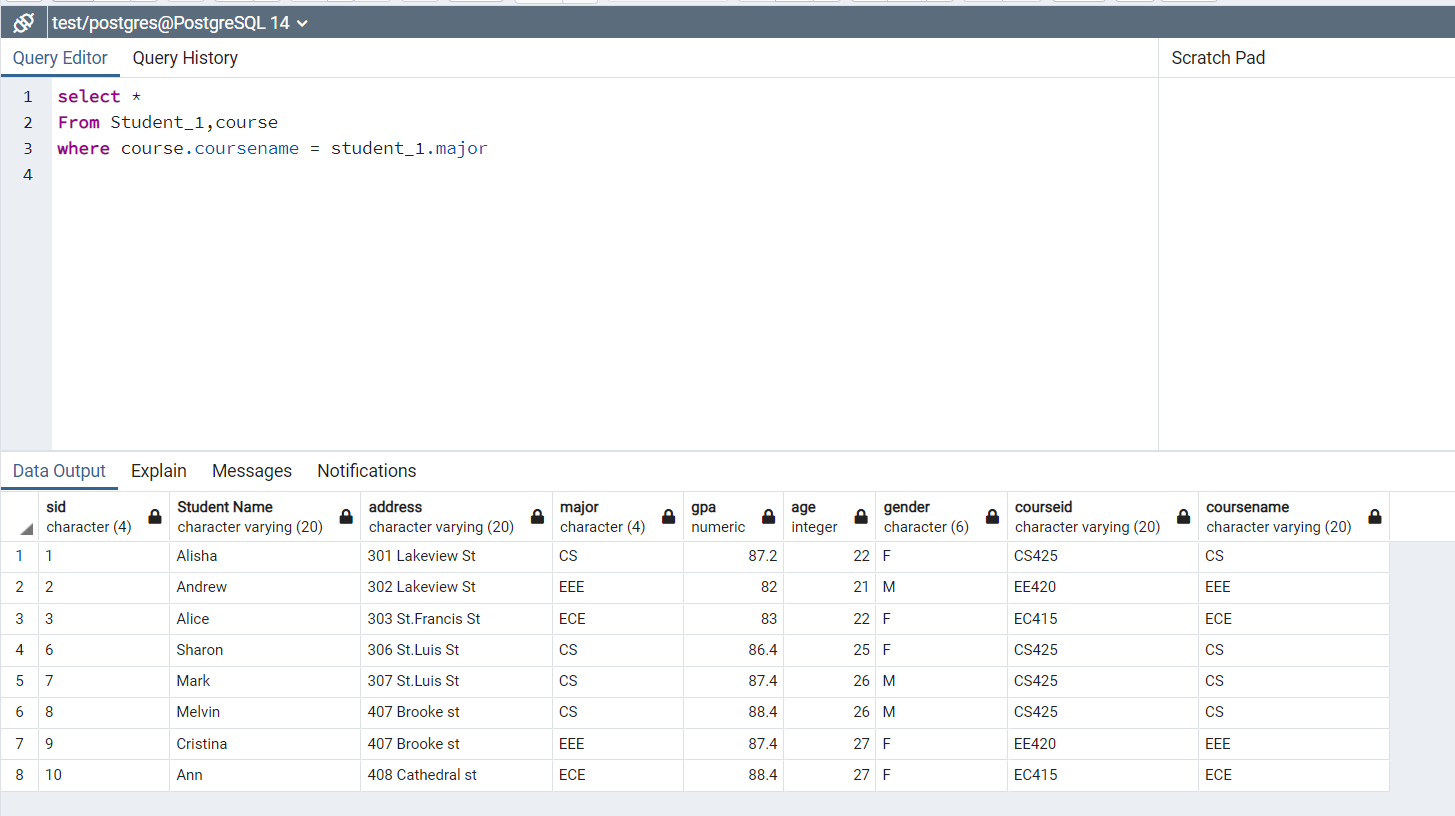 test/postgres@PostgreSQL 14
Query Editor Query History Scratch Pad
1 select *
2 From Student_1,course
3 where course.coursename = student_1.major
4
Data Output Explain Messages Notifications
sid Student Name address major gpa age gender courseid coursename
character (4) character varying (20) character varying (20) character (4) numeric integer character (6) character varying (20) character varying (20)
1 1 Alisha 301 Lakeview St CS 87.2 22 F CS425 CS
2 2 Andrew 302 Lakeview St EEE 82 21 M EE420 EEE
3 3 Alice 303 St.Francis St ECE 83 22 F EC415 ECE
4 6 Sharon 306 St.Luis St CS 86.4 25 F CS425 CS
5 7 Mark 307 St.Luis St CS 87.4 26 M CS425 CS
6 8 Melvin 407 Brooke st CS 88.4 26 M CS425 CS
7 9 Cristina 407 Brooke st EEE 87.4 27 F EE420 EEE
8 10 Ann 408 Cathedral st ECE 88.4 27 F EC415 ECE